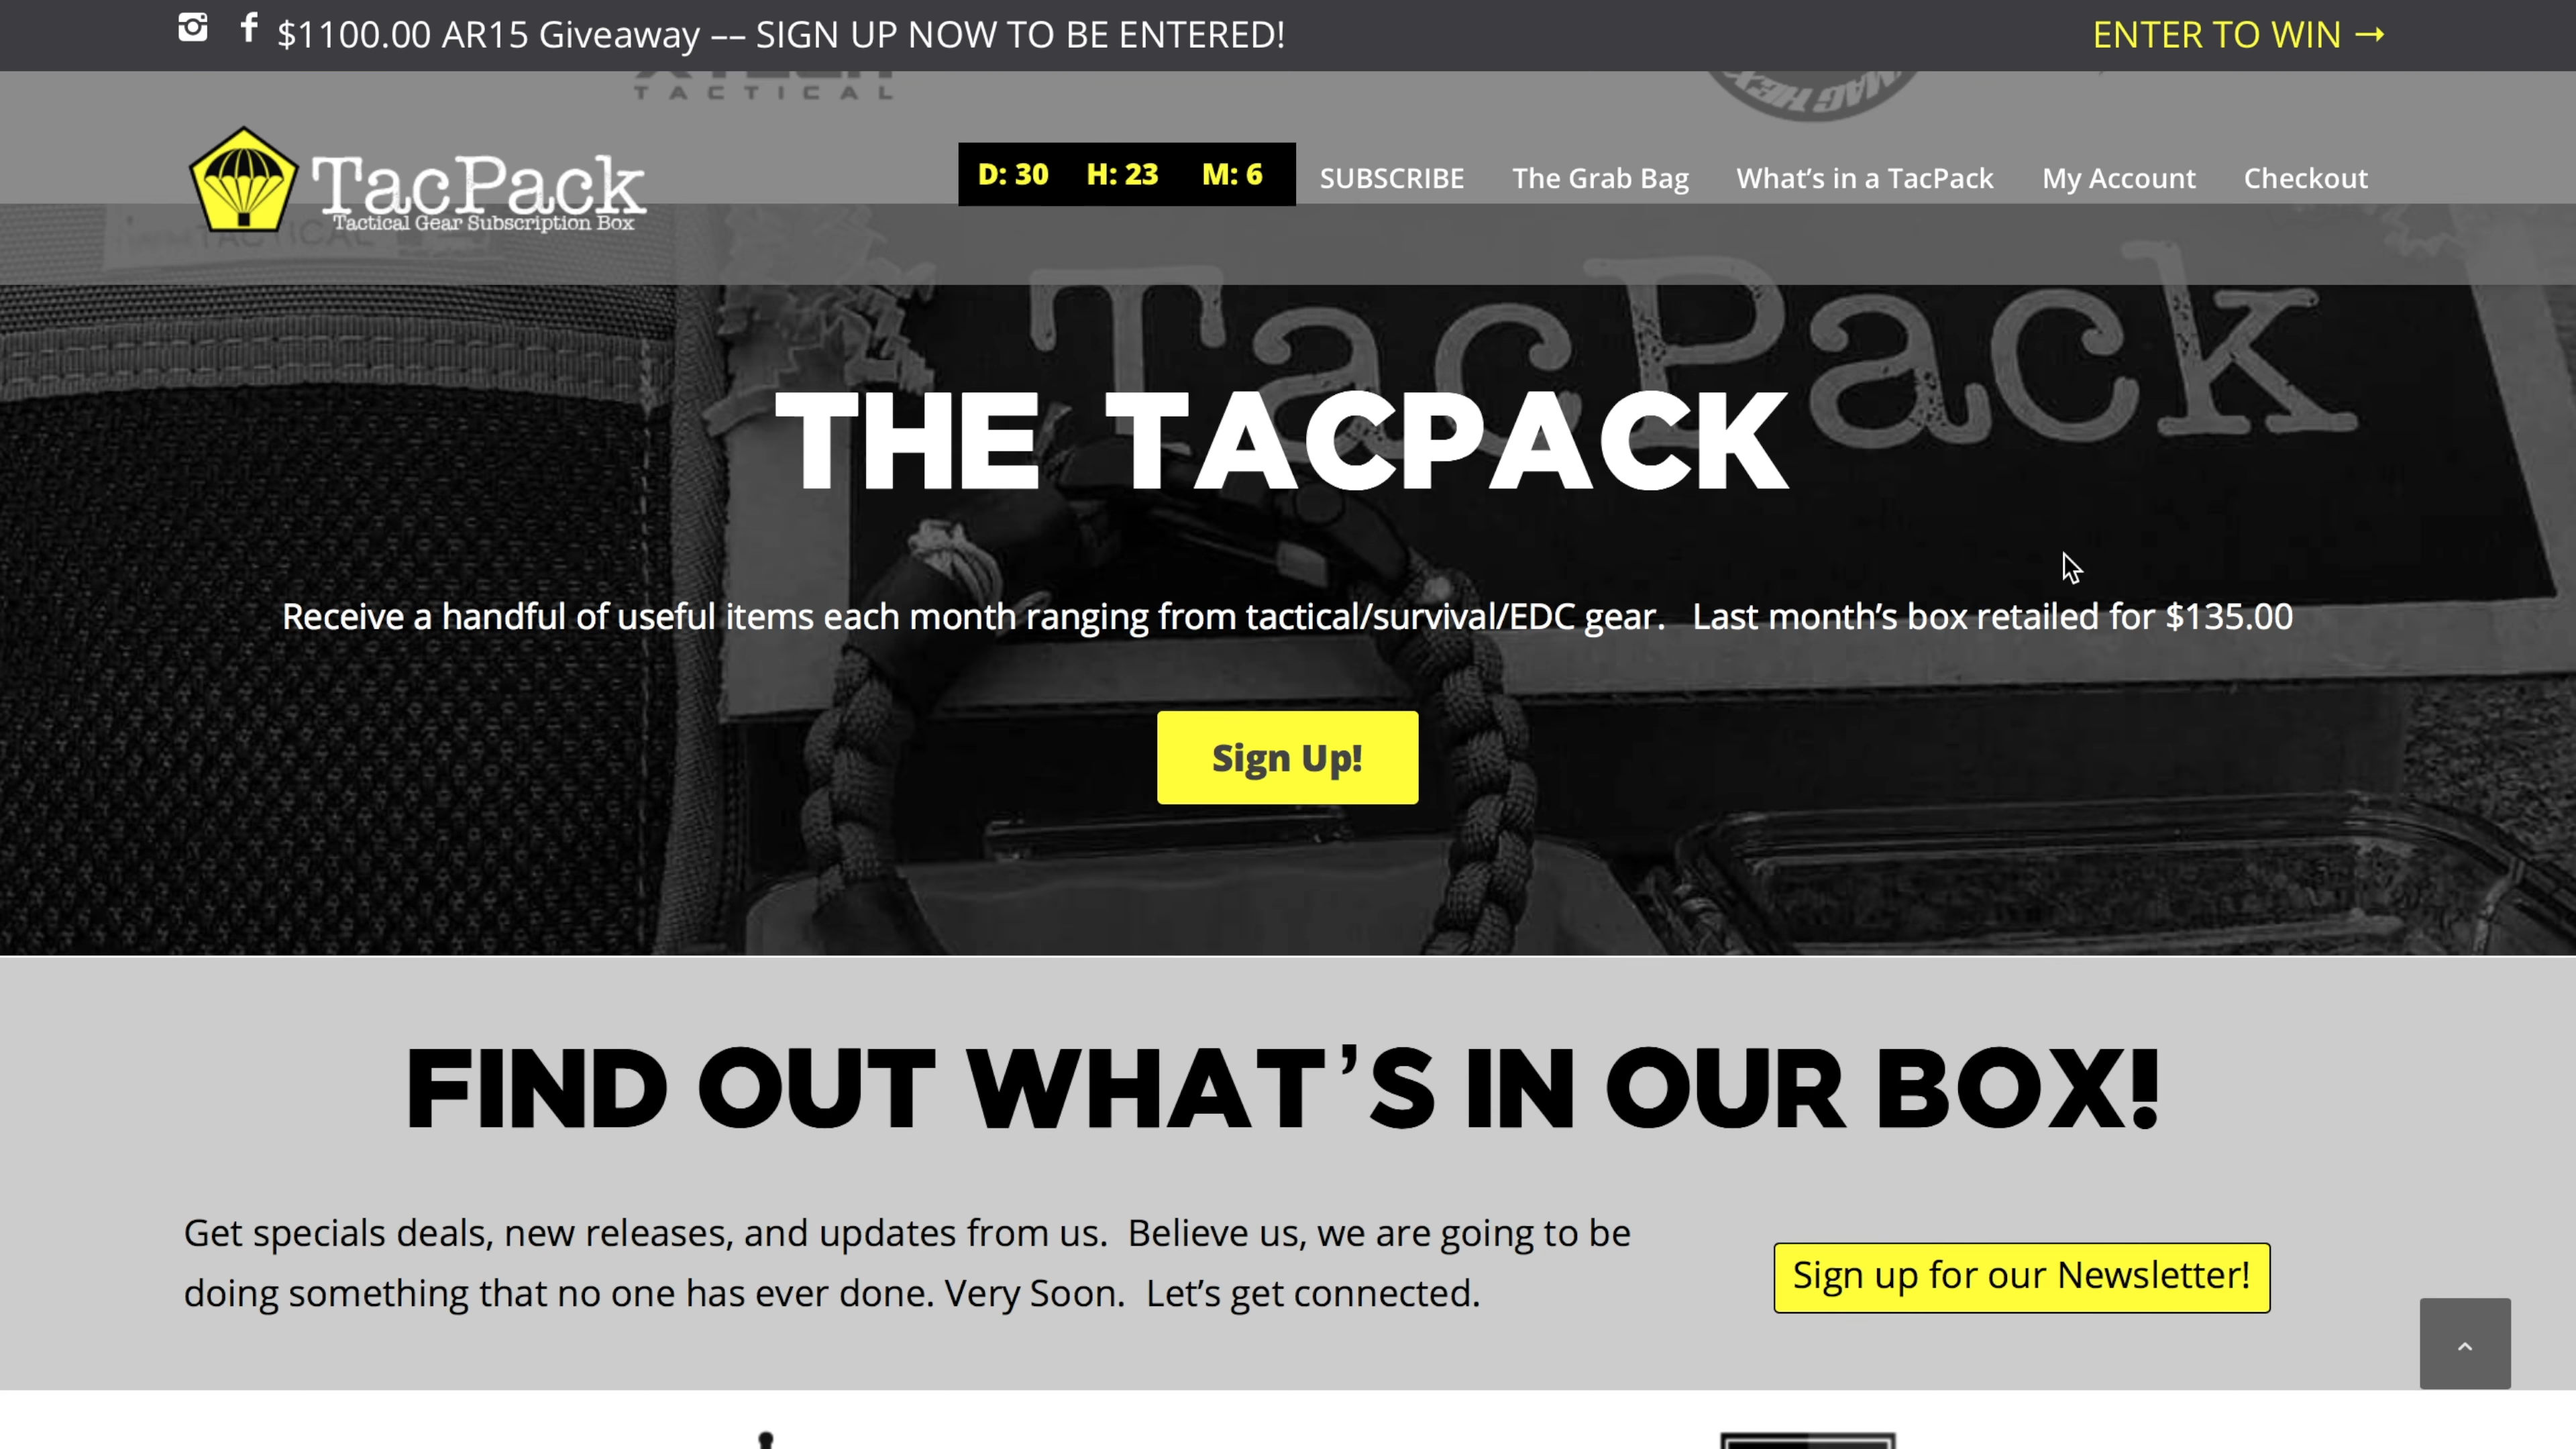 $1100.00 AR15 Giveaway –– SIGN UP NOW TO BE ENTERED!
ENTER TO WIN →
TACTICAL
TacPack
Tactical Gear Subscription Box
D: 30 H: 23 M: 6
SUBSCRIBE
The Grab Bag
What’s in a TacPack
My Account
Checkout
TACTICAL
TacPack
THE TACPACK
Receive a handful of useful items each month ranging from tactical/survival/EDC gear. Last month’s box retailed for $135.00
Sign Up!
FIND OUT WHAT’S IN OUR BOX!
Get specials deals, new releases, and updates from us. Believe us, we are going to be
doing something that no one has ever done. Very Soon. Let’s get connected.
Sign up for our Newsletter!